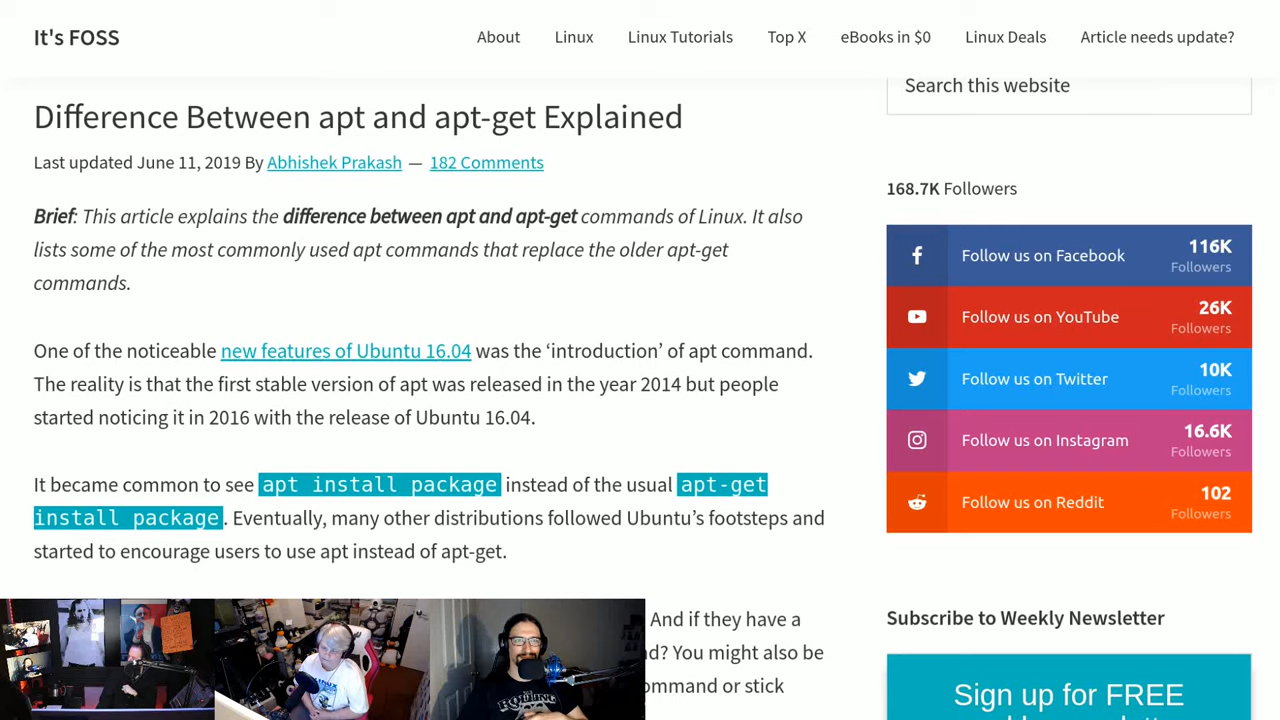 It's FOSS
About
Linux
Linux Tutorials
Top X
eBooks in $0
Linux Deals
Article needs update?
Difference Between apt and apt-get Explained
Last updated June 11, 2019 By Abhishek Prakash — 182 Comments
Brief: This article explains the difference between apt and apt-get commands of Linux. It also
lists some of the most commonly used apt commands that replace the older apt-get
commands.
One of the noticeable new features of Ubuntu 16.04 was the ‘introduction’ of apt command.
The reality is that the first stable version of apt was released in the year 2014 but people
started noticing it in 2016 with the release of Ubuntu 16.04.
It became common to see apt install package instead of the usual apt-get
install package. Eventually, many other distributions followed Ubuntu’s footsteps and
started to encourage users to use apt instead of apt-get.
And if they have a
You might also be
or stick
Search this website
168.7K Followers
Follow us on Facebook
116K
Followers
Follow us on YouTube
26K
Followers
Follow us on Twitter
10K
Followers
Follow us on Instagram
16.6K
Followers
Follow us on Reddit
102
Followers
Subscribe to Weekly Newsletter
Sign up for FREE